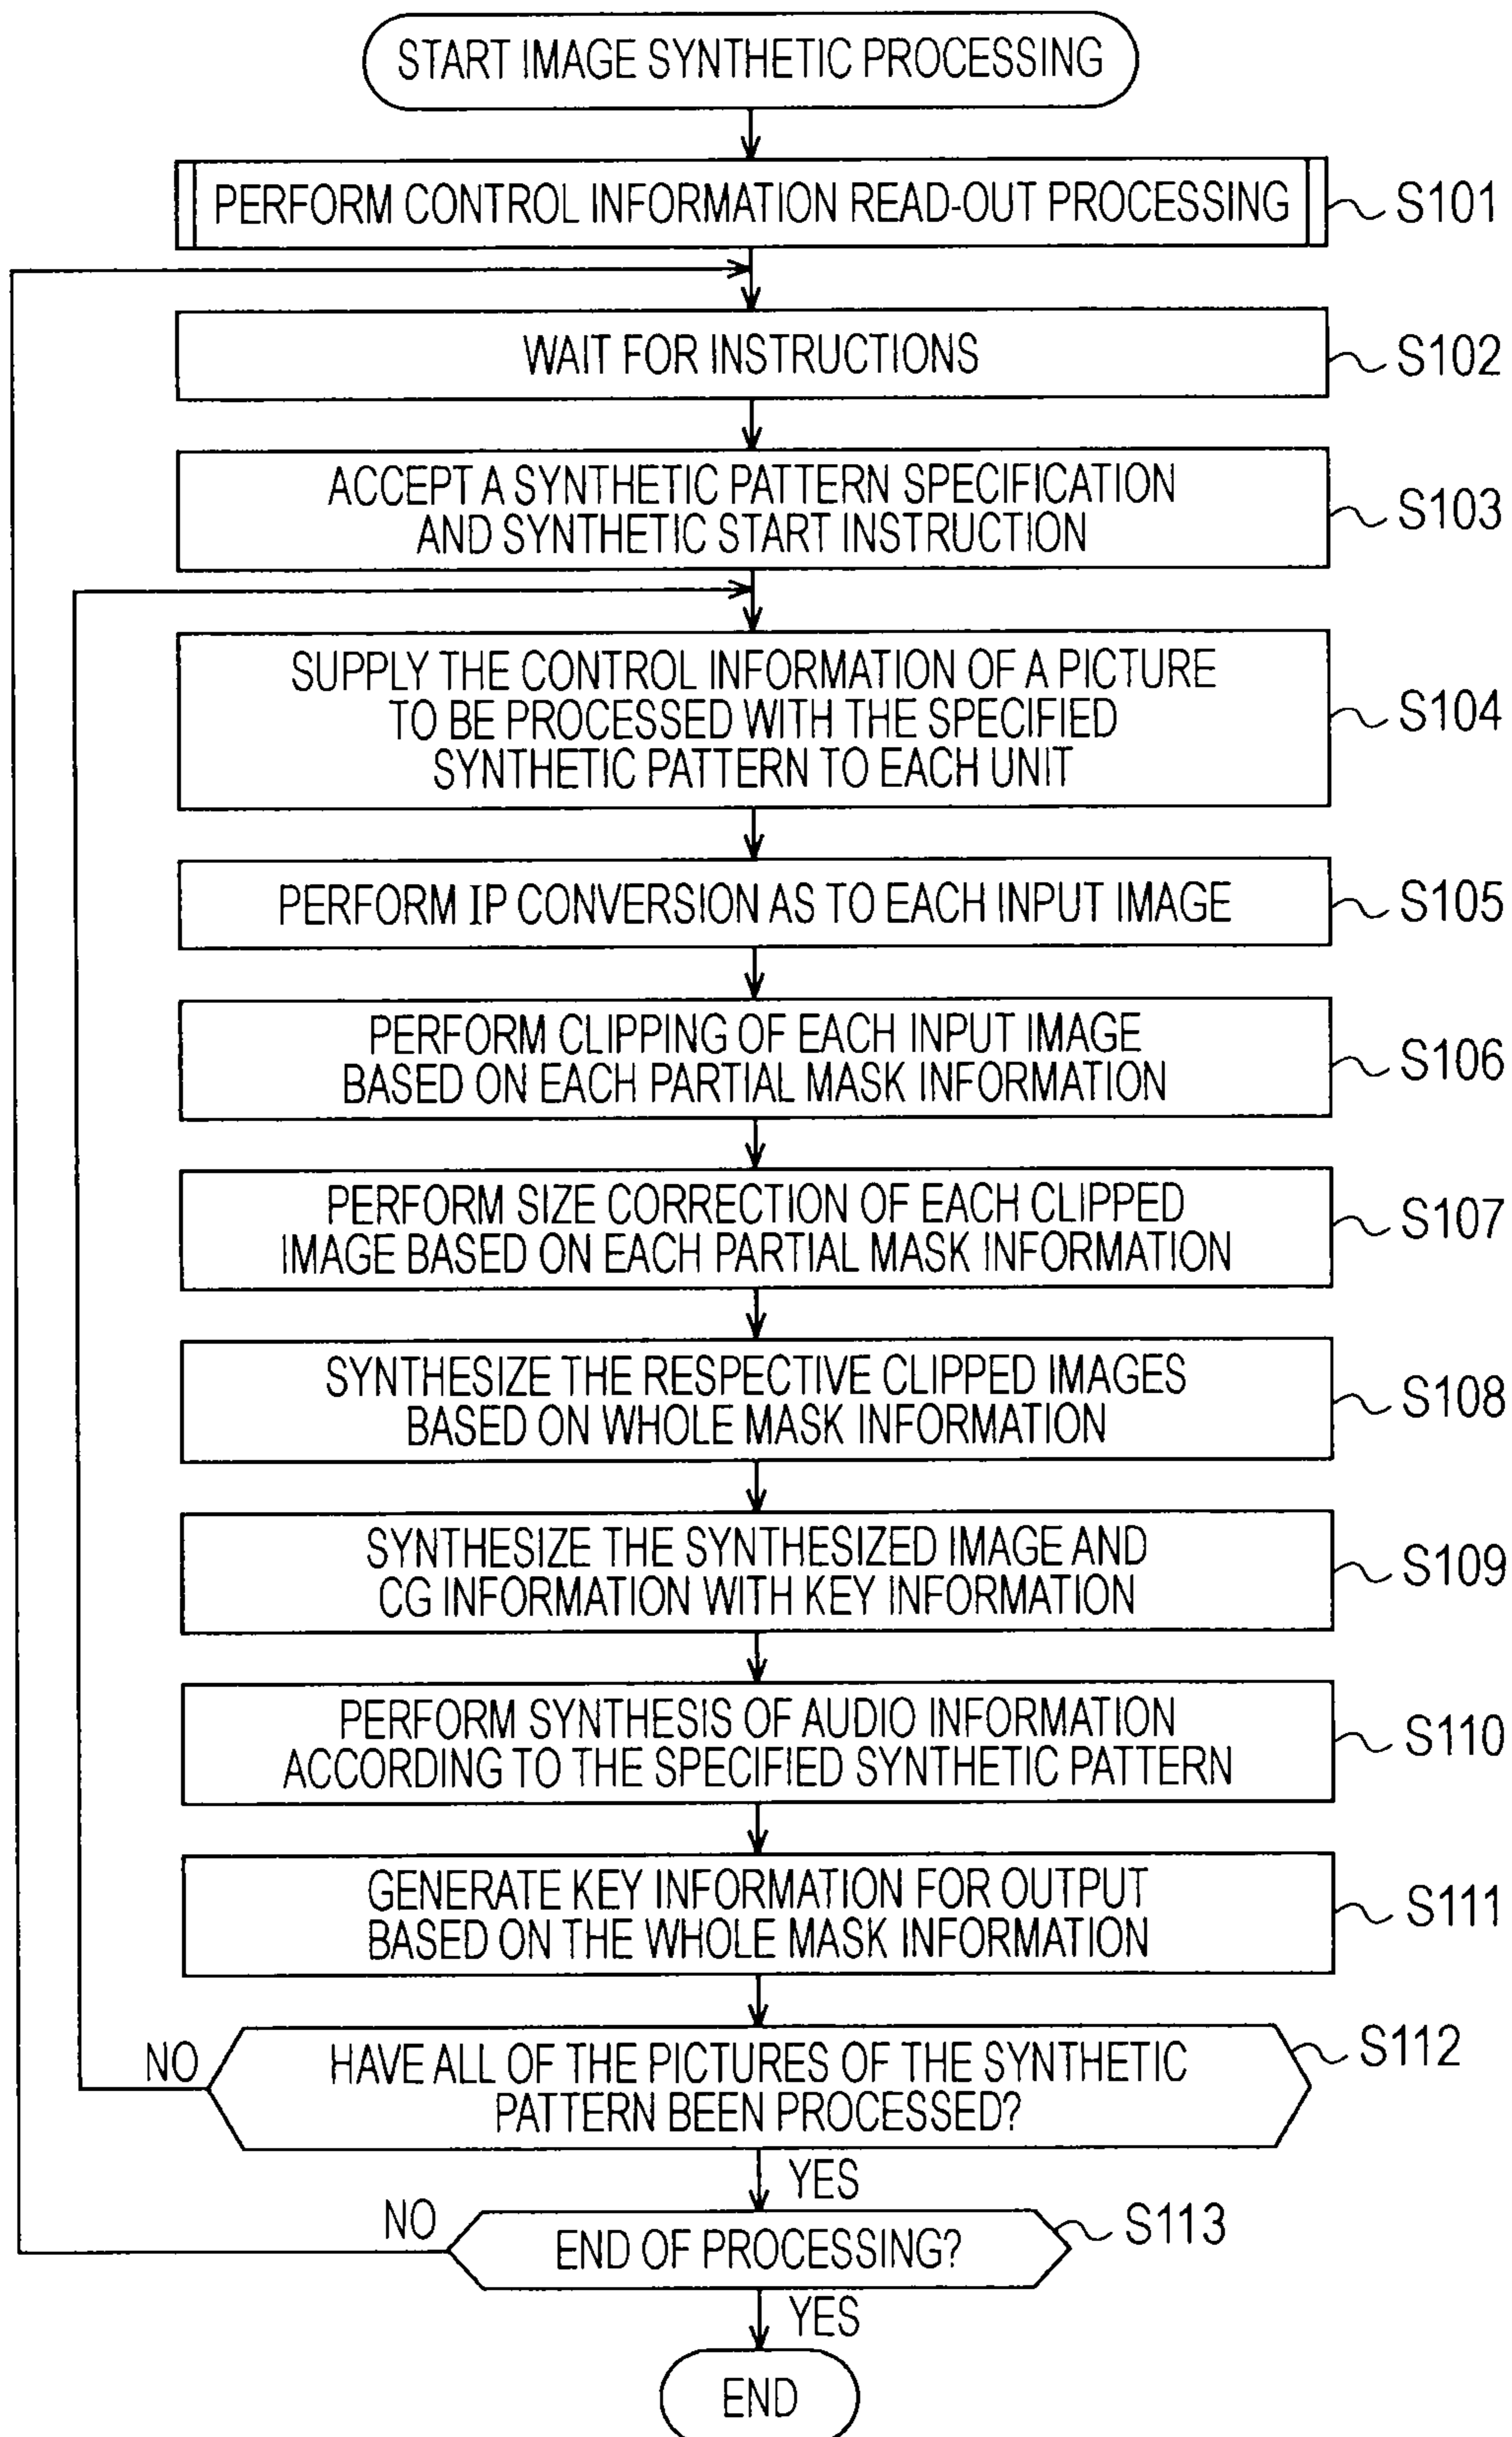 START IMAGE SYNTHETIC PROCESSING
PERFORM CONTROL INFORMATION READ-OUT PROCESSING
S101
WAIT FOR INSTRUCTIONS
S102
ACCEPT A SYNTHETIC PATTERN SPECIFICATION
AND SYNTHETIC START INSTRUCTION
S103
SUPPLY THE CONTROL INFORMATION OF A PICTURE
TO BE PROCESSED WITH THE SPECIFIED
SYNTHETIC PATTERN TO EACH UNIT
S104
PERFORM IP CONVERSION AS TO EACH INPUT IMAGE
S105
PERFORM CLIPPING OF EACH INPUT IMAGE
BASED ON EACH PARTIAL MASK INFORMATION
S106
PERFORM SIZE CORRECTION OF EACH CLIPPED
IMAGE BASED ON EACH PARTIAL MASK INFORMATION
S107
SYNTHESIZE THE RESPECTIVE CLIPPED IMAGES
BASED ON WHOLE MASK INFORMATION
S108
SYNTHESIZE THE SYNTHESIZED IMAGE AND
CG INFORMATION WITH KEY INFORMATION
S109
PERFORM SYNTHESIS OF AUDIO INFORMATION
ACCORDING TO THE SPECIFIED SYNTHETIC PATTERN
S110
GENERATE KEY INFORMATION FOR OUTPUT
BASED ON THE WHOLE MASK INFORMATION
S111
NO
HAVE ALL OF THE PICTURES OF THE SYNTHETIC
PATTERN BEEN PROCESSED?
S112
YES
NO
END OF PROCESSING?
S113
YES
END